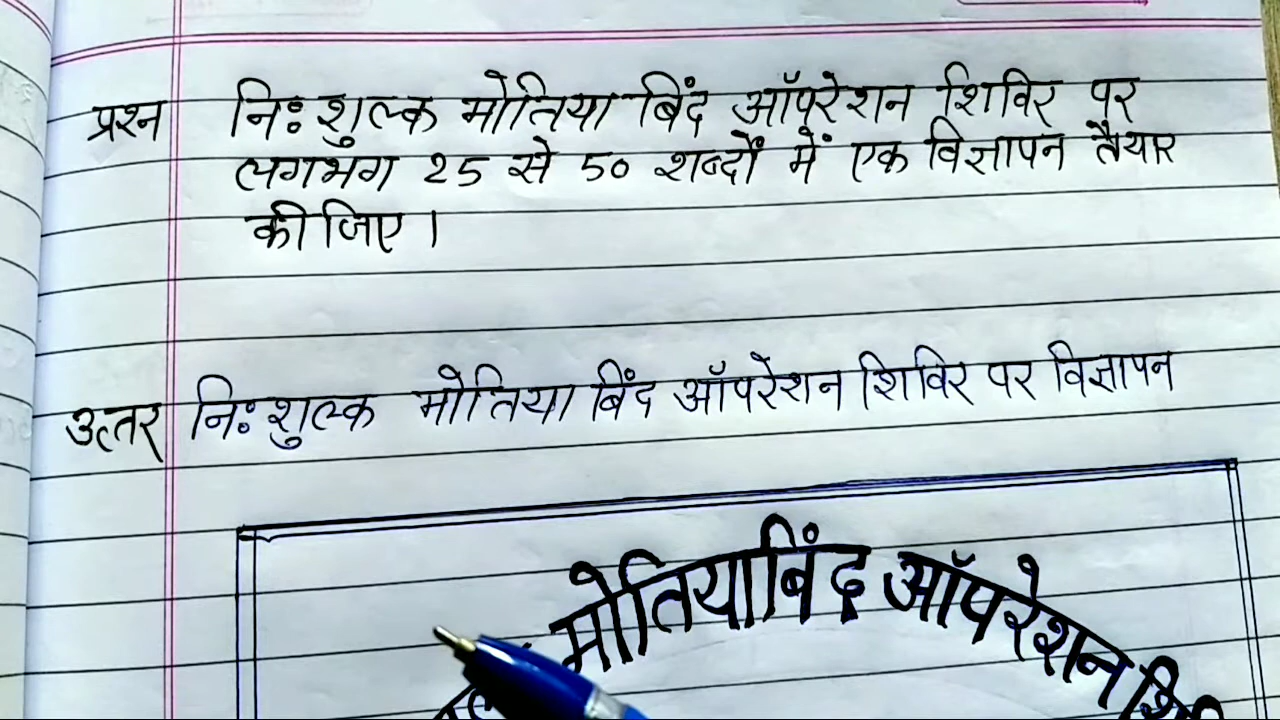 प्रश्न नि:शुल्क मोतिया बिंद ऑपरेशन शिविर पर
लगभग 25 से 50 शब्दों में एक विज्ञापन तैयार
कीजिए।
उत्तर नि:शुल्क मोतिया बिंद ऑपरेशन शिविर पर विज्ञापन
मोतियाबिंद ऑपरेशन